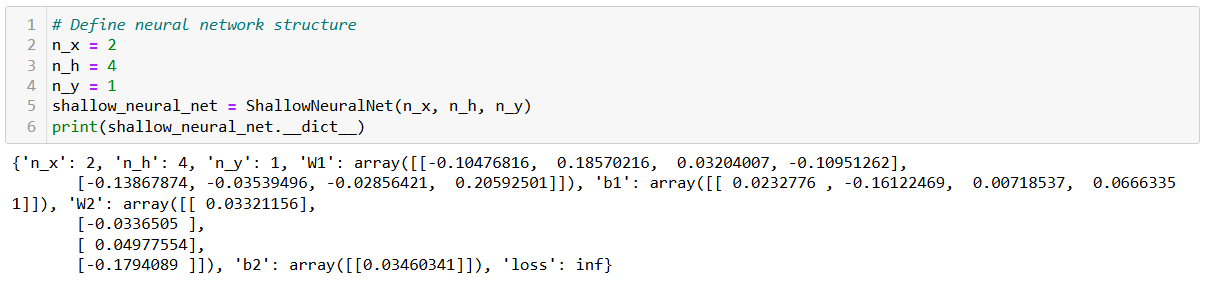 1 # Define neural network structure
2 n_x = 2
3 n_h = 4
4 n_y = 1
5 shallow_neural_net = ShallowNeuralNet(n_x, n_h, n_y)
6 print(shallow_neural_net.__dict__)
{'n_x': 2, 'n_h': 4, 'n_y': 1, 'W1': array([[-0.10476816,  0.18570216,  0.03204007, -0.10951262],
       [-0.13867874, -0.03539496, -0.02856421,  0.20592501]]), 'b1': array([[ 0.0232776 , -0.16122469,  0.00718537,  0.0666335
1]]), 'W2': array([[ 0.03321156],
       [-0.0336505 ],
       [ 0.04977554],
       [-0.1794089 ]]), 'b2': array([[0.03460341]]), 'loss': inf}